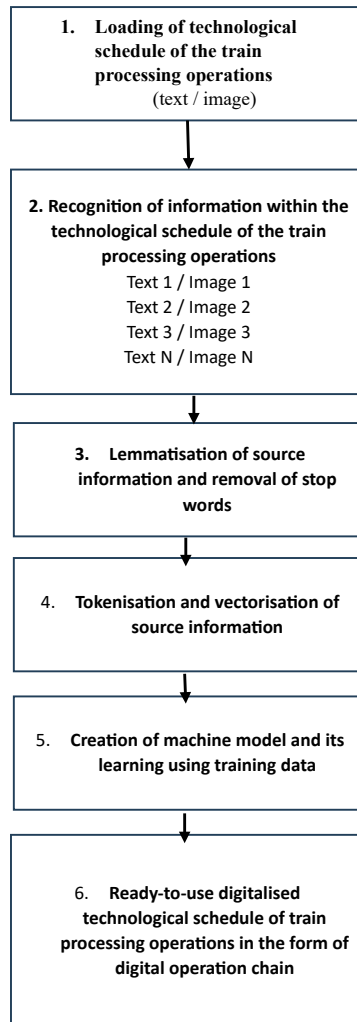 1. Loading of technological
schedule of the train
processing operations
(text / image)
2. Recognition of information within the
technological schedule of the train
processing operations
Text 1 / Image 1
Text 2 / Image 2
Text 3 / Image 3
Text N / Image N
3. Lemmatisation of source
information and removal of stop
words
4. Tokenisation and vectorisation of
source information
5. Creation of machine model and its
learning using training data
6. Ready-to-use digitalised
technological schedule of train
processing operations in the form of
digital operation chain